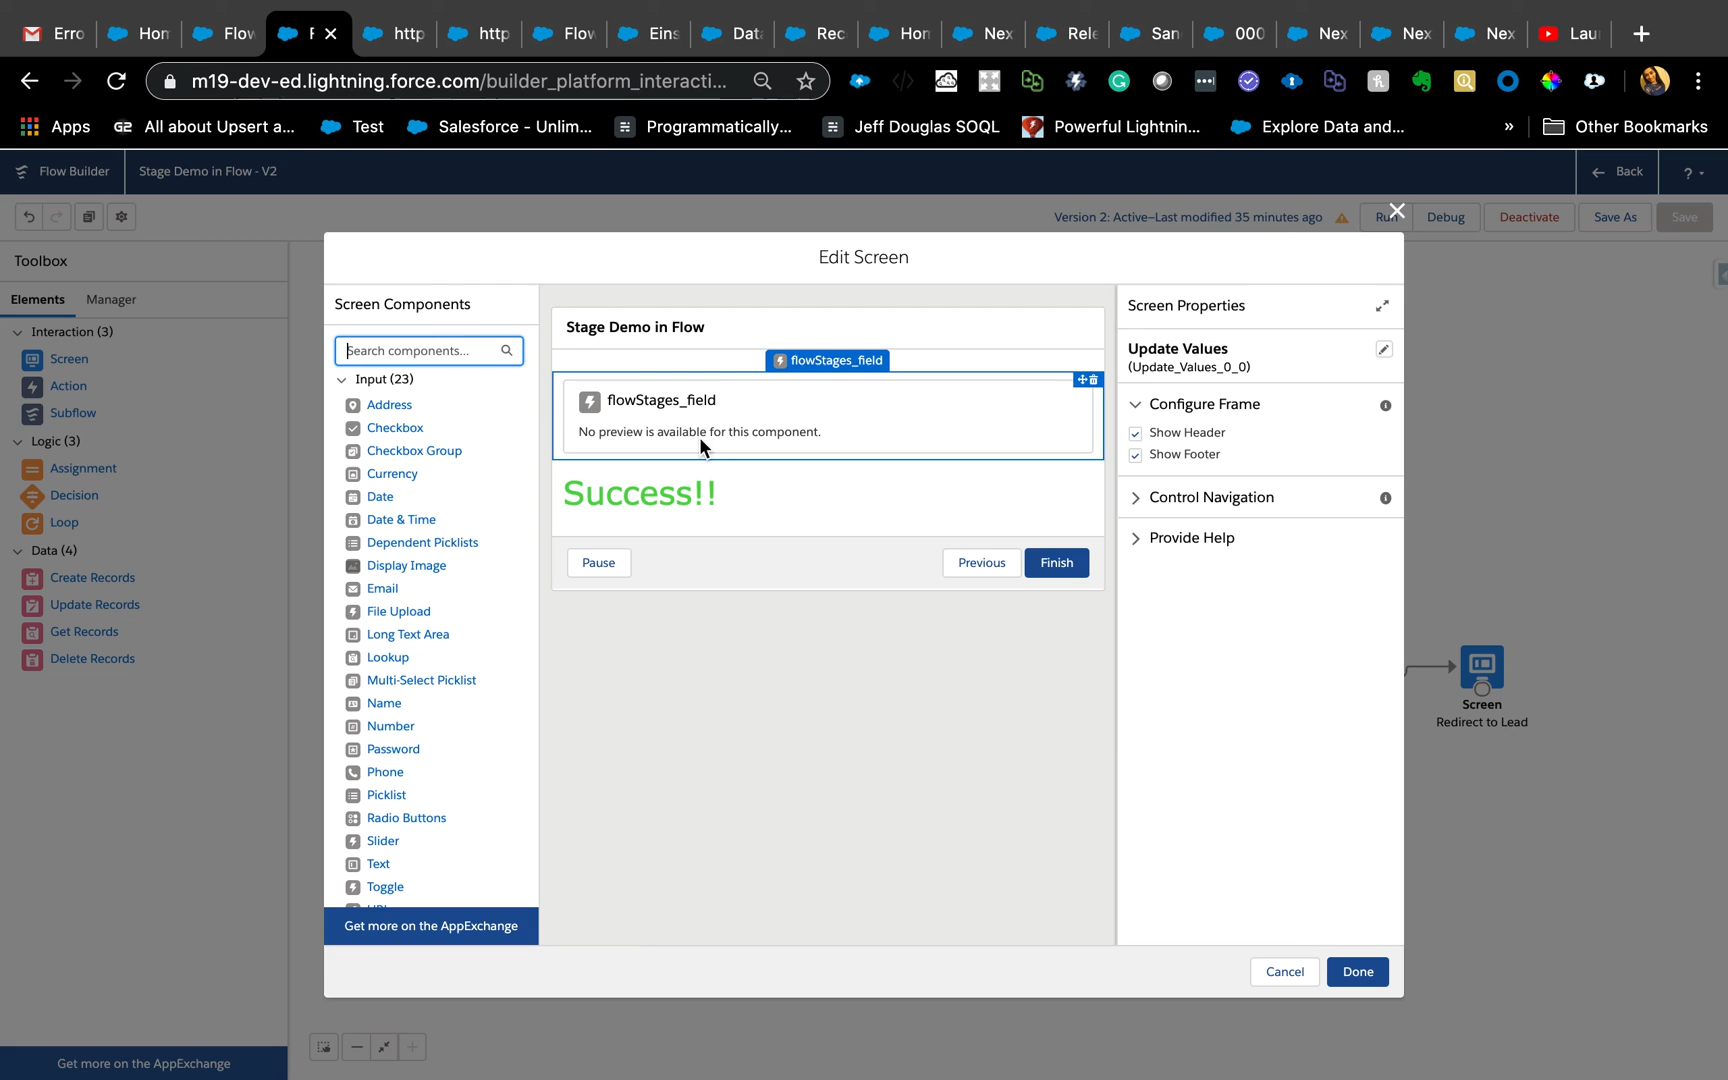 Erro
Hor
Flow
F
http
http
Flow
Eins
Data
Rec
Hor
Nex
Rele
San
000
Nex
Nex
Nex
Lau
m19-dev-ed.lightning.force.com/builder_platform_interacti...
Apps
G2 All about Upsert a...
Test
Salesforce - Unlim...
Programmatically...
Jeff Douglas SOQL
Powerful Lightnin...
Explore Data and...
»
Other Bookmarks
Flow Builder
Stage Demo in Flow - V2
Back
?
Version 2: Active–Last modified 35 minutes ago
Run
Debug
Deactivate
Save As
Save
Toolbox
Elements
Manager
Interaction (3)
Screen
Action
Subflow
Logic (3)
Assignment
Decision
Loop
Data (4)
Create Records
Update Records
Get Records
Delete Records
Get more on the AppExchange
Edit Screen
Screen Components
Search components...
Input (23)
Address
Checkbox
Checkbox Group
Currency
Date
Date & Time
Dependent Picklists
Display Image
Email
File Upload
Long Text Area
Lookup
Multi-Select Picklist
Name
Number
Password
Phone
Picklist
Radio Buttons
Slider
Text
Toggle
Get more on the AppExchange
Stage Demo in Flow
flowStages_field
flowStages_field
No preview is available for this component.
Success!!
Pause
Previous
Finish
Screen Properties
Update Values
(Update_Values_0_0)
Configure Frame
Show Header
Show Footer
Control Navigation
Provide Help
Cancel
Done
Screen
Redirect to Lead